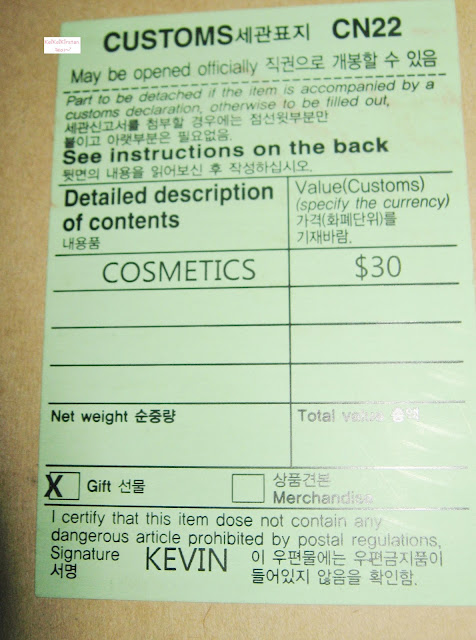 CUSTOMS세관표지 CN22
May be opened officially 직권으로 개봉할 수 있음
Part to be detached if the item is accompanied by a
customs declaration, otherwise to be filled out,
세관신고서를 첨부할 경우에는 점선윗부분만
붙이고 아랫부분은 필요없음.
See instructions on the back
뒷면의 내용을 읽어보신 후 작성하십시오.
Detailed description
of contents
내용품
Value(Customs)
(specify the currency)
가격(화폐단위)를
기재바람.
COSMETICS $30
Net weight 순중량 Total value 총액
X Gift 선물
상품견본
Merchandise
I certify that this item dose not contain any
dangerous article prohibited by postal regulations,
Signature KEVIN 이 우편물에는 우편금지품이
서명 들어있지 않음을 확인함.